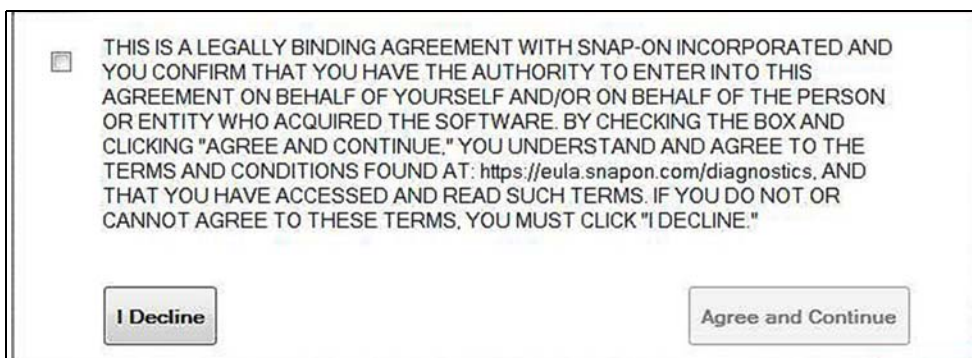 THIS IS A LEGALLY BINDING AGREEMENT WITH SNAP-ON INCORPORATED AND
YOU CONFIRM THAT YOU HAVE THE AUTHORITY TO ENTER INTO THIS
AGREEMENT ON BEHALF OF YOURSELF AND/OR ON BEHALF OF THE PERSON
OR ENTITY WHO ACQUIRED THE SOFTWARE. BY CHECKING THE BOX AND
CLICKING "AGREE AND CONTINUE," YOU UNDERSTAND AND AGREE TO THE
TERMS AND CONDITIONS FOUND AT: https://eula.snapon.com/diagnostics, AND
THAT YOU HAVE ACCESSED AND READ SUCH TERMS. IF YOU DO NOT OR
CANNOT AGREE TO THESE TERMS, YOU MUST CLICK "I DECLINE."
I Decline
Agree and Continue